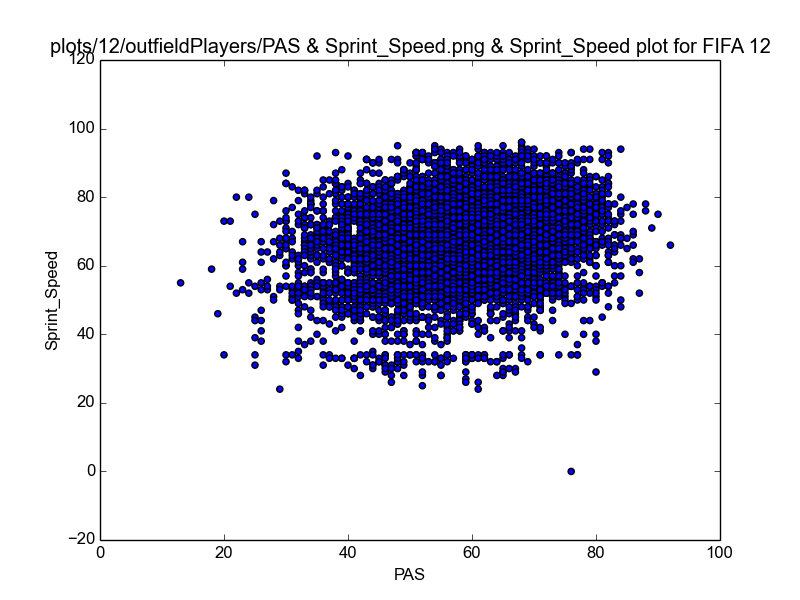 plots/12/outfieldPlayers/PAS & Sprint_Speed.png & Sprint_Speed plot for FIFA 12
120
100
80
60
40
20
0
−20
Sprint_Speed
0 20 40 60 80 100
PAS